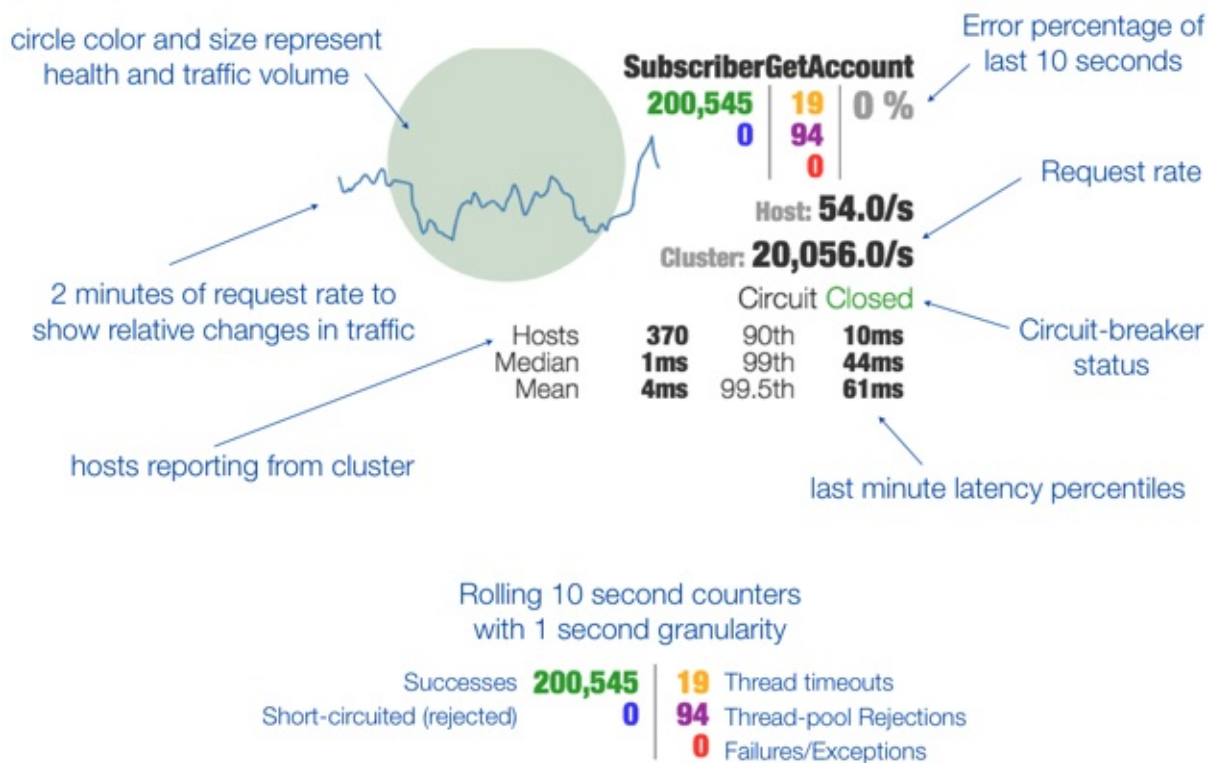 circle color and size represent
health and traffic volume
Error percentage of
last 10 seconds
SubscriberGetAccount
200,545 19 0 %
0 94
0
Request rate
Host: 54.0/s
Cluster: 20,056.0/s
2 minutes of request rate to
show relative changes in traffic
Circuit Closed
Circuit-breaker
status
Hosts 370 90th 10ms
Median 1ms 99th 44ms
Mean 4ms 99.5th 61ms
hosts reporting from cluster
last minute latency percentiles
Rolling 10 second counters
with 1 second granularity
Successes 200,545 19 Thread timeouts
Short-circuited (rejected) 0 94 Thread-pool Rejections
0 Failures/Exceptions